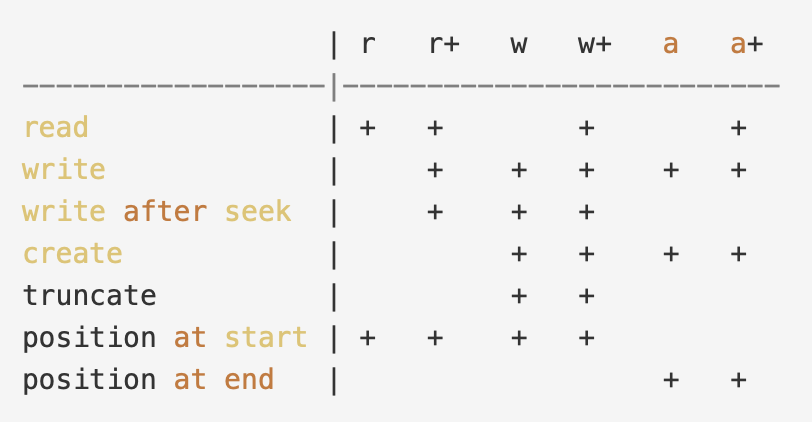 | r   r+   w   w+   a   a+
------------------|--------------------------
read              | +   +        +        +
write             |     +    +   +    +   +
write after seek  |     +    +   +
create            |          +   +    +   +
truncate          |          +   +
position at start | +   +    +   +
position at end   |                   +   +